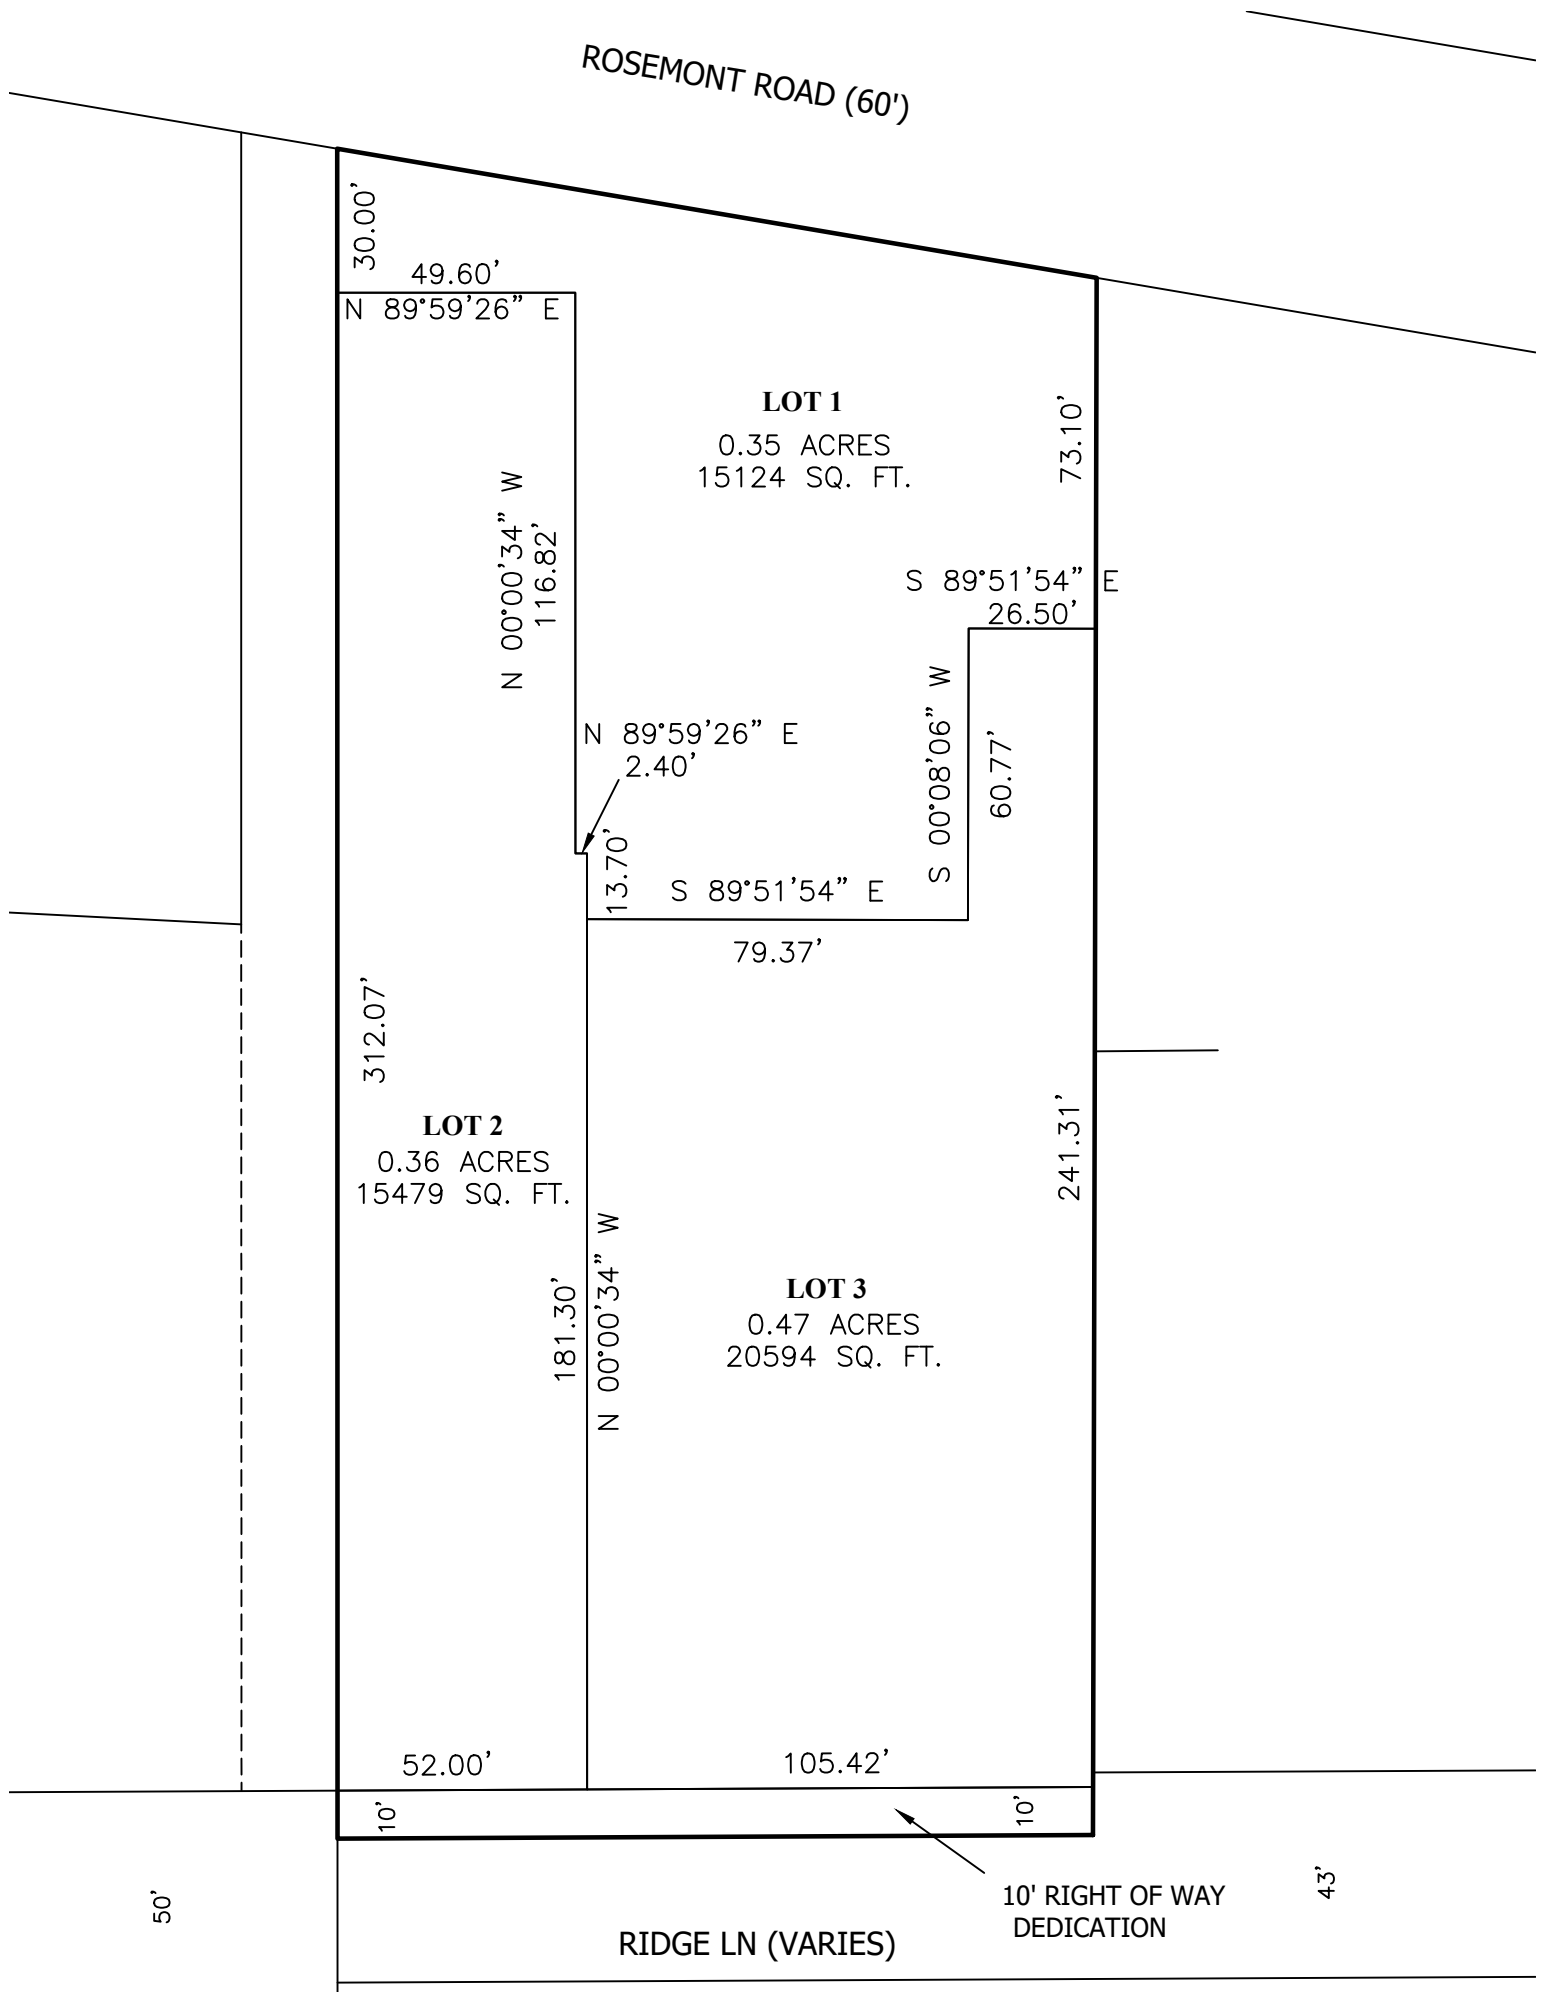 ROSEMONT ROAD (60')
30.00'
49.60'
N 89°59'26" E
LOT 1
0.35 ACRES
15124 SQ. FT.
73.10'
N 00°00'34" W
116.82'
S 89°51'54" E
26.50'
N 89°59'26" E
2.40'
S 00°08'06" W
60.77'
13.70'
S 89°51'54" E
79.37'
312.07'
LOT 2
0.36 ACRES
15479 SQ. FT.
241.31'
181.30'
N 00°00'34" W
LOT 3
0.47 ACRES
20594 SQ. FT.
52.00'
105.42'
10'
10'
10' RIGHT OF WAY
DEDICATION
50'
43'
RIDGE LN (VARIES)